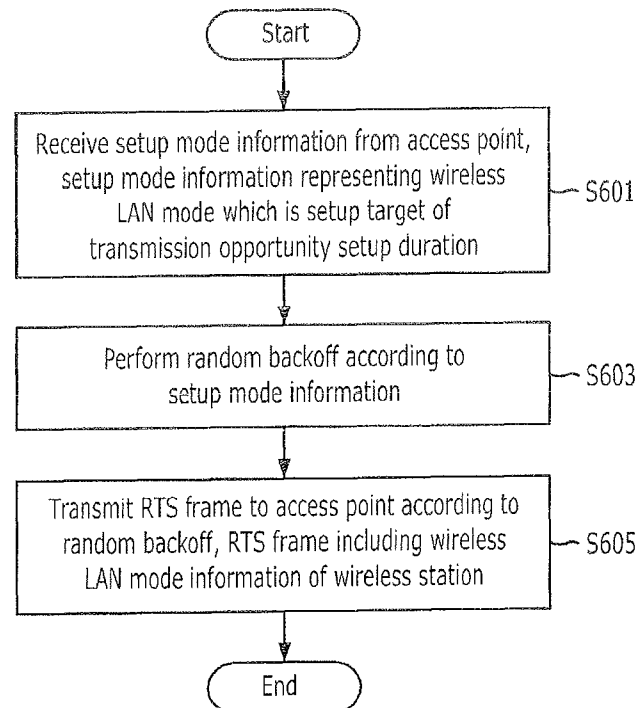 Start
Receive setup mode information from access point,
setup mode information representing wireless
LAN mode which is setup target of
transmission opportunity setup duration
S601
Perform random backoff according to
setup mode information
S603
Transmit RTS frame to access point according to
random backoff, RTS frame including wireless
LAN mode information of wireless station
S605
End